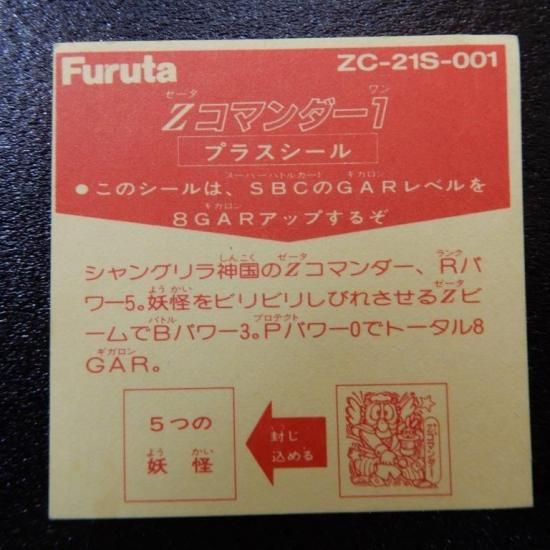 Furuta
ZC-21S-001
ゼータ ワン
Zコマンダー1
プラスシール
スーパーバトルカード ギガロン
●このシールは、SBCのGARレベルを
ギガロン
8GARアップするぞ
しんこく ゼータ ランク
シャングリラ神国のZコマンダー、Rパ
ようかい ゼータ
ワー5。妖怪をビリビリしびれさせるZビ
バトル プロテクト
ームでBパワー3。Pパワー0でトータル8
ギガロン
GAR。
5つの
よう かい
妖怪
封じ
込める